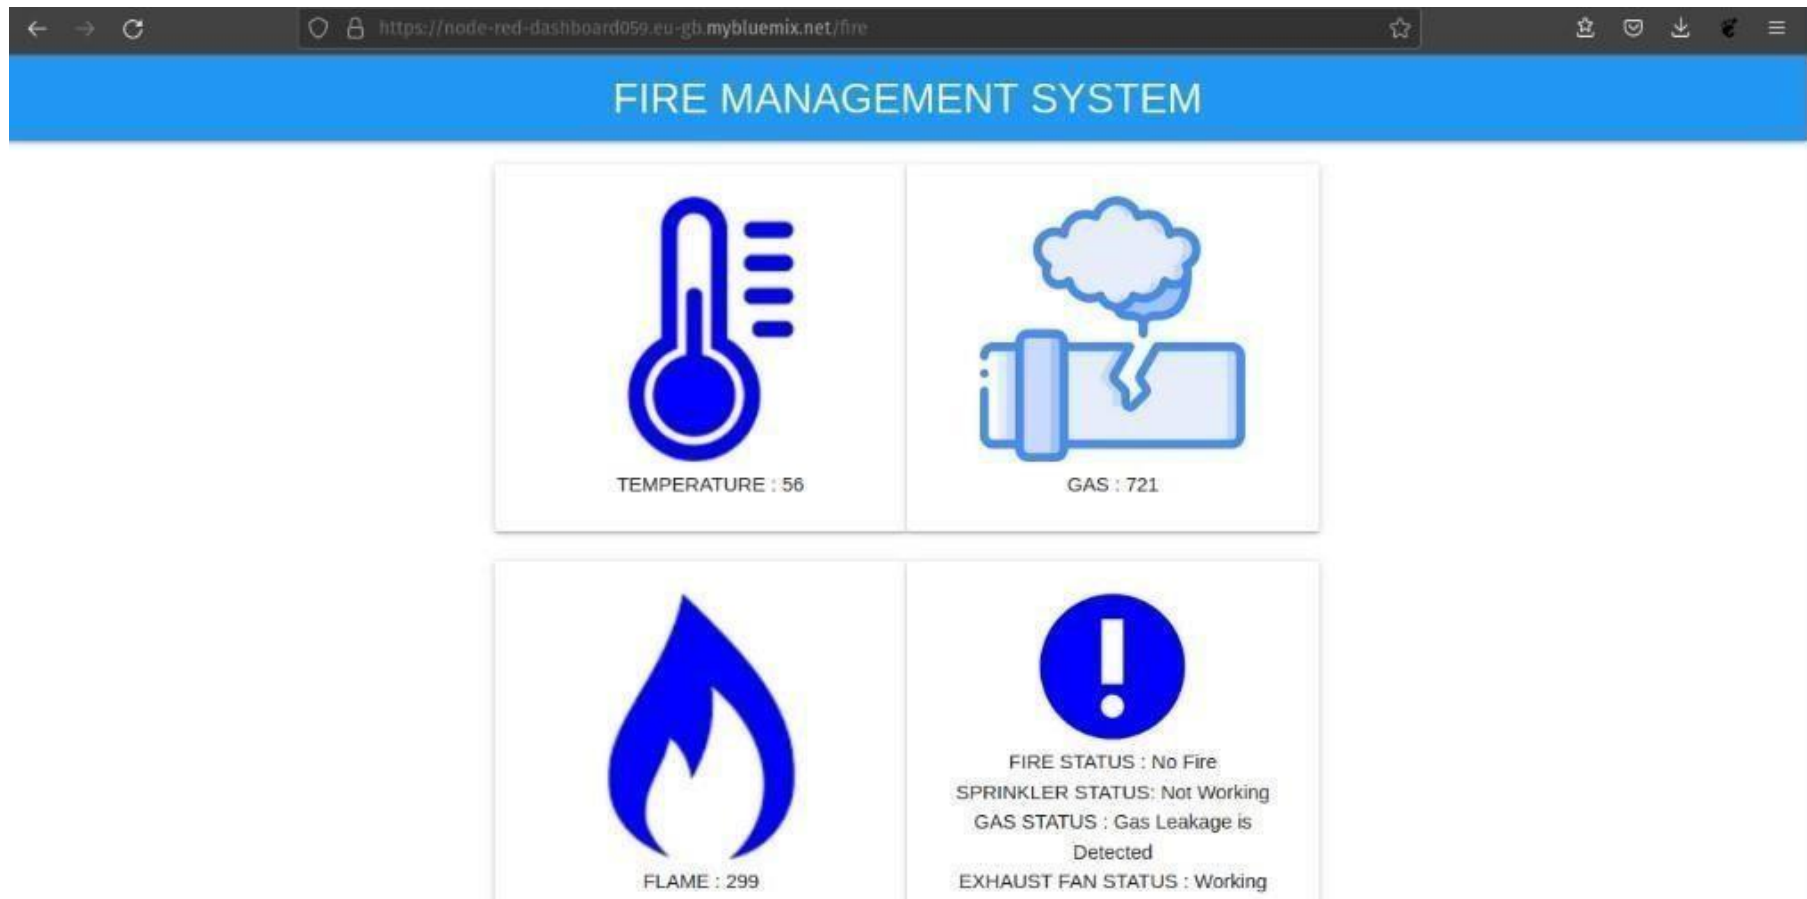 https://node-red-dashboard059.eu-gb.mybluemix.net/fire
FIRE MANAGEMENT SYSTEM
TEMPERATURE : 56
GAS : 721
FLAME : 299
FIRE STATUS : No Fire
SPRINKLER STATUS: Not Working
GAS STATUS : Gas Leakage is
Detected
EXHAUST FAN STATUS : Working